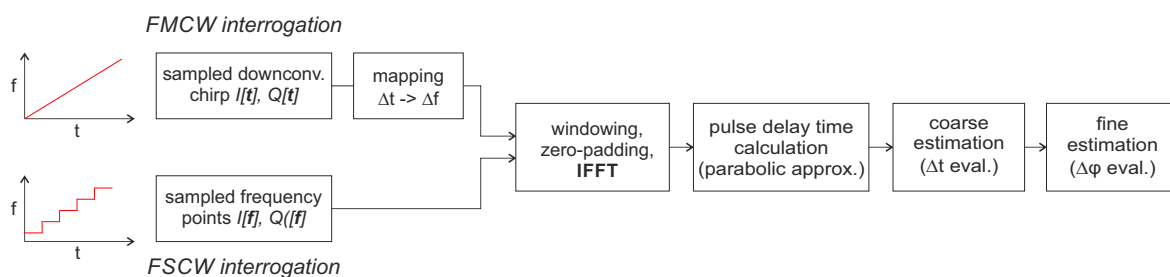 FMCW interrogation
f
t
sampled downconv.
chirp I[t], Q[t]
mapping
Δt -> Δf
windowing,
zero-padding,
IFFT
pulse delay time
calculation
(parabolic approx.)
coarse
estimation
(Δt eval.)
fine
estimation
(Δφ eval.)
f
t
sampled frequency
points I[f], Q([f]
FSCW interrogation